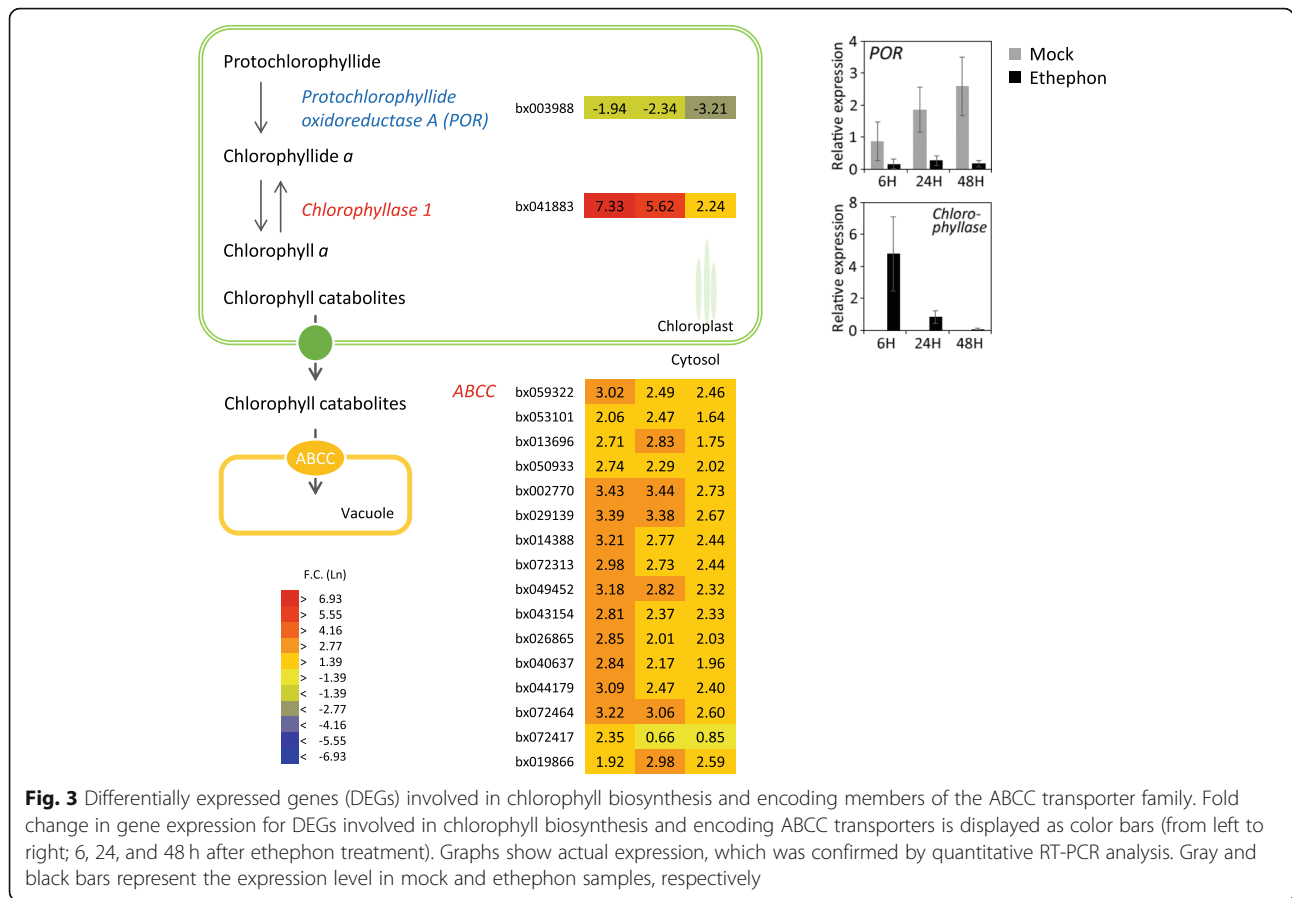 Protochlorophyllide
Protochlorophyllide
oxidoreductase A (POR)
bx003988 -1.94 -2.34 -3.21
Chlorophyllide a
Chlorophyllase 1
bx041883 7.33 5.62 2.24
Chlorophyll a
Chlorophyll catabolites
Chloroplast
Cytosol
Chlorophyll catabolites
ABCC
Vacuole
ABCC
bx059322 3.02 2.49 2.46
bx053101 2.06 2.47 1.64
bx013696 2.71 2.83 1.75
bx050933 2.74 2.29 2.02
bx002770 3.43 3.44 2.73
bx029139 3.39 3.38 2.67
bx014388 3.21 2.77 2.44
bx072313 2.98 2.73 2.44
bx049452 3.18 2.82 2.32
bx043154 2.81 2.37 2.33
bx026865 2.85 2.01 2.03
bx040637 2.84 2.17 1.96
bx044179 3.09 2.47 2.40
bx072464 3.22 3.06 2.60
bx072417 2.35 0.66 0.85
bx019866 1.92 2.98 2.59
F.C. (Ln)
> 6.93
> 5.55
> 4.16
> 2.77
> 1.39
> -1.39
< -1.39
< -2.77
< -4.16
< -5.55
< -6.93
POR
Relative expression
4
3
2
1
0
6H 24H 48H
Mock
Ethephon
Chloro-
phyllase
Relative expression
8
6
4
2
0
6H 24H 48H
Fig. 3 Differentially expressed genes (DEGs) involved in chlorophyll biosynthesis and encoding members of the ABCC transporter family. Fold
change in gene expression for DEGs involved in chlorophyll biosynthesis and encoding ABCC transporters is displayed as color bars (from left to
right; 6, 24, and 48 h after ethephon treatment). Graphs show actual expression, which was confirmed by quantitative RT-PCR analysis. Gray and
black bars represent the expression level in mock and ethephon samples, respectively